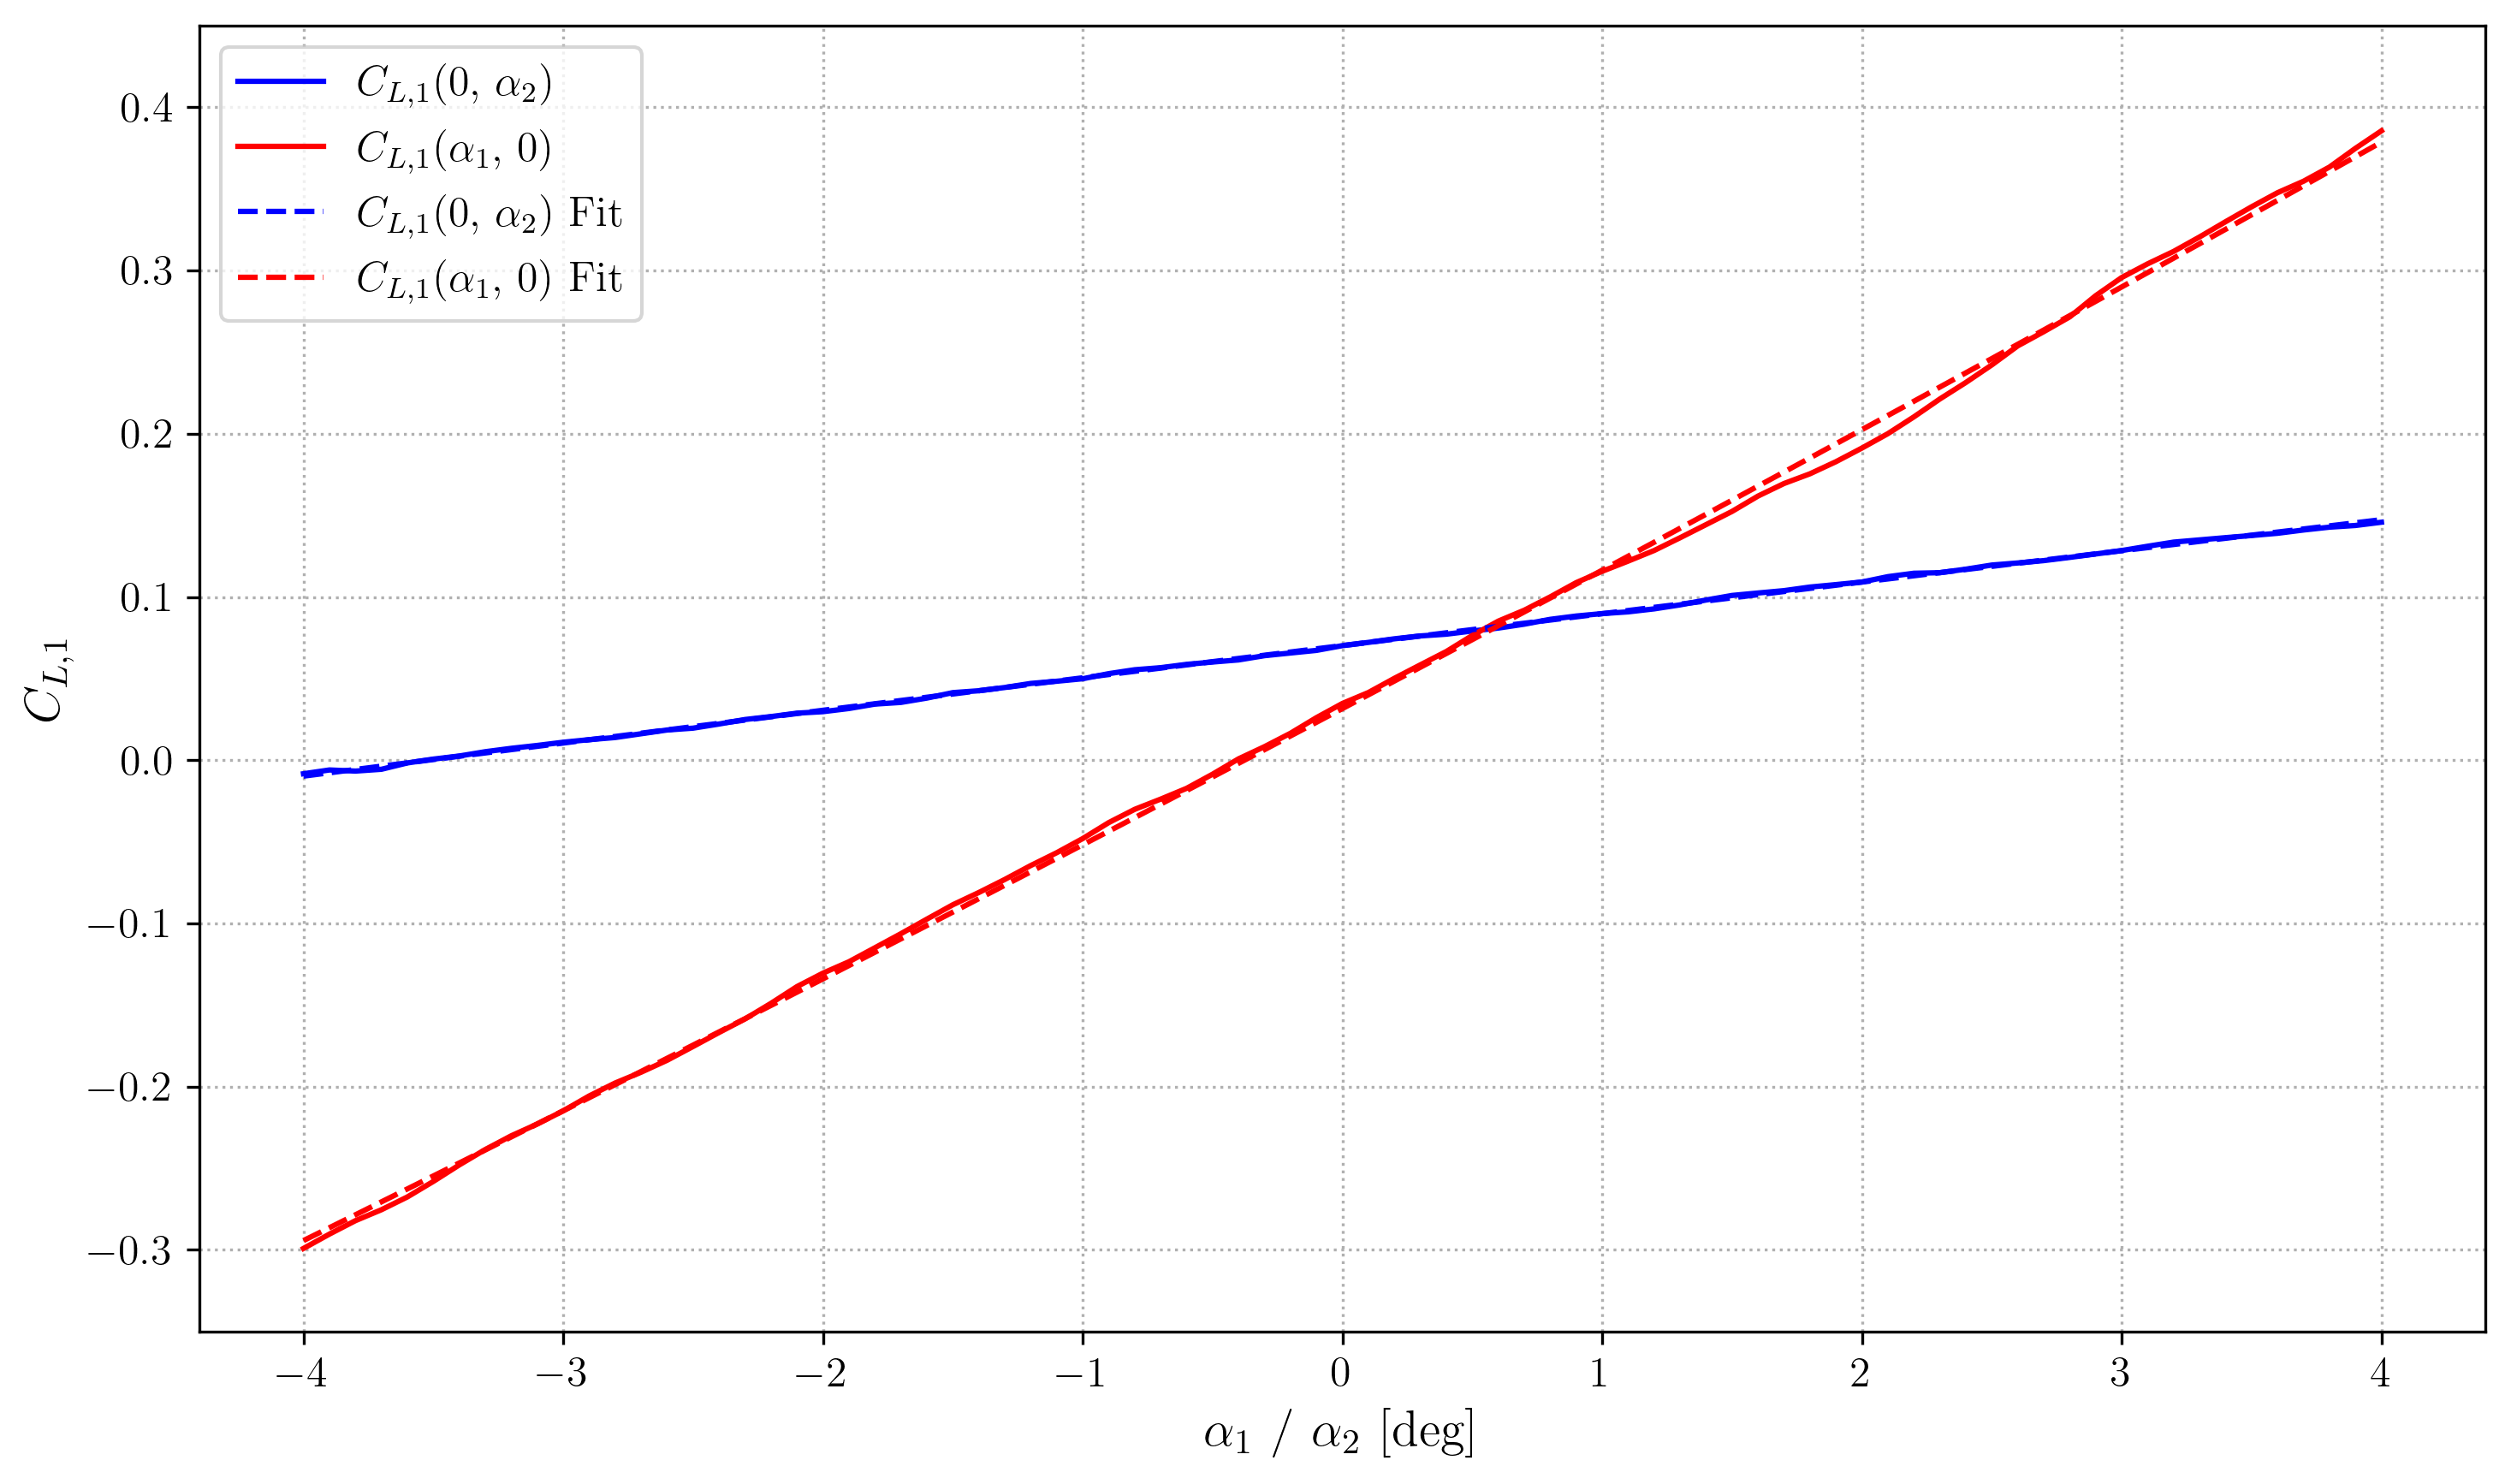 C_{L,1}(0, α_2)
C_{L,1}(α_1, 0)
C_{L,1}(0, α_2) Fit
C_{L,1}(α_1, 0) Fit
0.4
0.3
0.2
0.1
0.0
−0.1
−0.2
−0.3
C_{L,1}
−4 −3 −2 −1 0 1 2 3 4
α_1 / α_2 [deg]